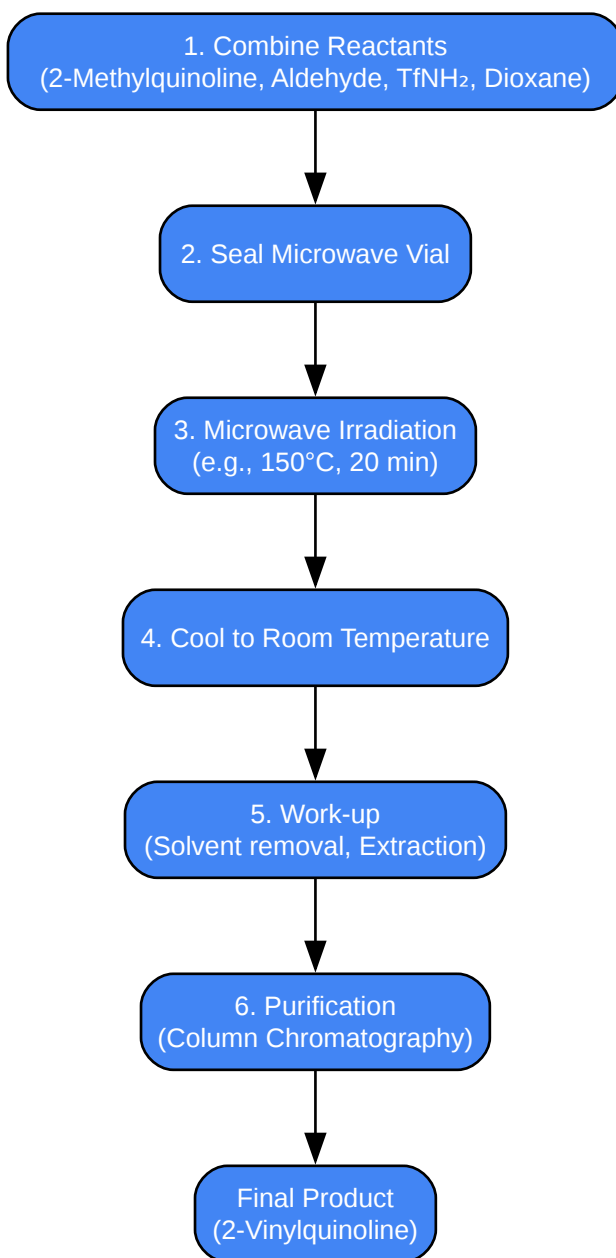 1. Combine Reactants
(2-Methylquinoline, Aldehyde, TfNH₂, Dioxane)
2. Seal Microwave Vial
3. Microwave Irradiation
(e.g., 150°C, 20 min)
4. Cool to Room Temperature
5. Work-up
(Solvent removal, Extraction)
6. Purification
(Column Chromatography)
Final Product
(2-Vinylquinoline)